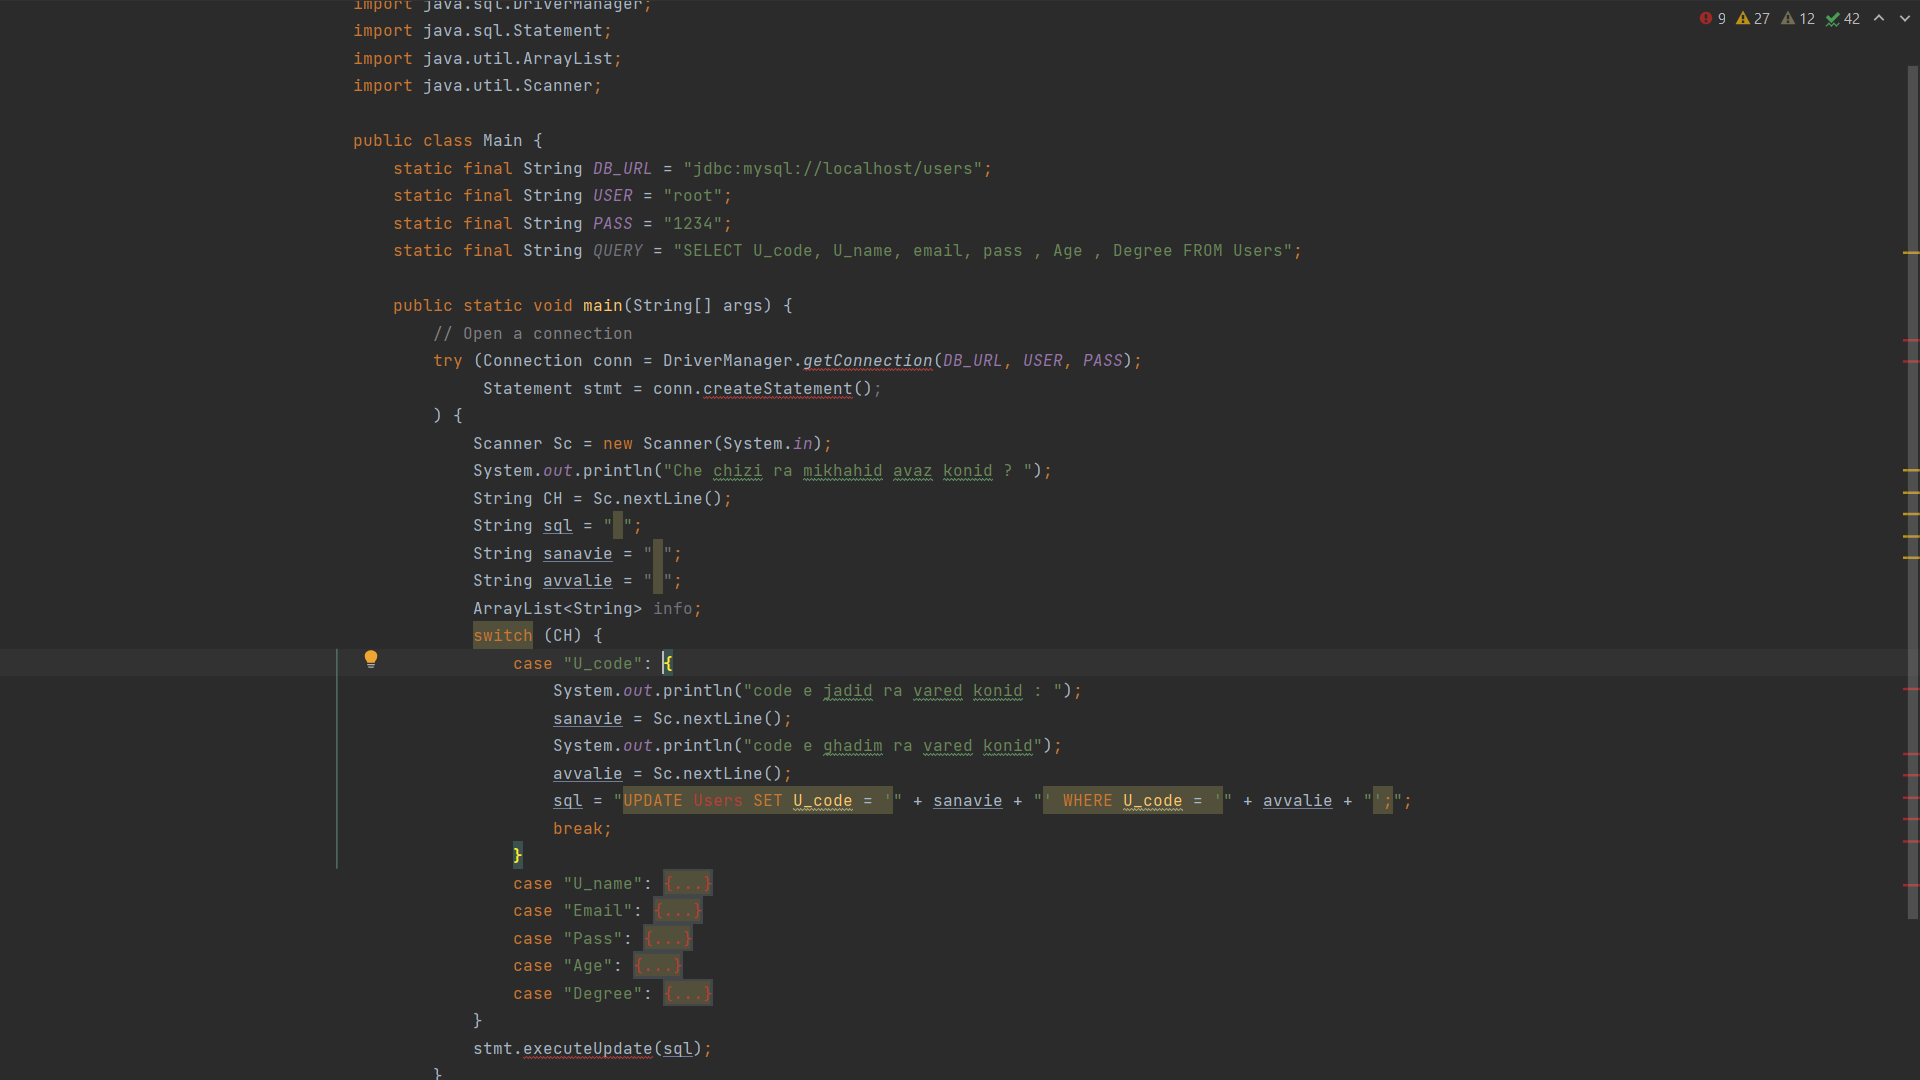 import java.sql.DriverManager;
9 27 12 42
import java.sql.Statement;
import java.util.ArrayList;
import java.util.Scanner;
public class Main {
static final String DB_URL = "jdbc:mysql://localhost/users";
static final String USER = "root";
static final String PASS = "1234";
static final String QUERY = "SELECT U_code, U_name, email, pass , Age , Degree FROM Users";
public static void main(String[] args) {
// Open a connection
try (Connection conn = DriverManager.getConnection(DB_URL, USER, PASS);
Statement stmt = conn.createStatement();
) {
Scanner Sc = new Scanner(System.in);
System.out.println("Che chizi ra mikhahid avaz konid ? ");
String CH = Sc.nextLine();
String sql = " ";
String sanavie = " ";
String avvalie = " ";
ArrayList<String> info;
switch (CH) {
case "U_code": {
System.out.println("code e jadid ra vared konid : ");
sanavie = Sc.nextLine();
System.out.println("code e ghadim ra vared konid");
avvalie = Sc.nextLine();
sql = "UPDATE Users SET U_code = '" + sanavie + "' WHERE U_code = '" + avvalie + "';";
break;
}
case "U_name": {...}
case "Email": {...}
case "Pass": {...}
case "Age": {...}
case "Degree": {...}
}
stmt.executeUpdate(sql);
}